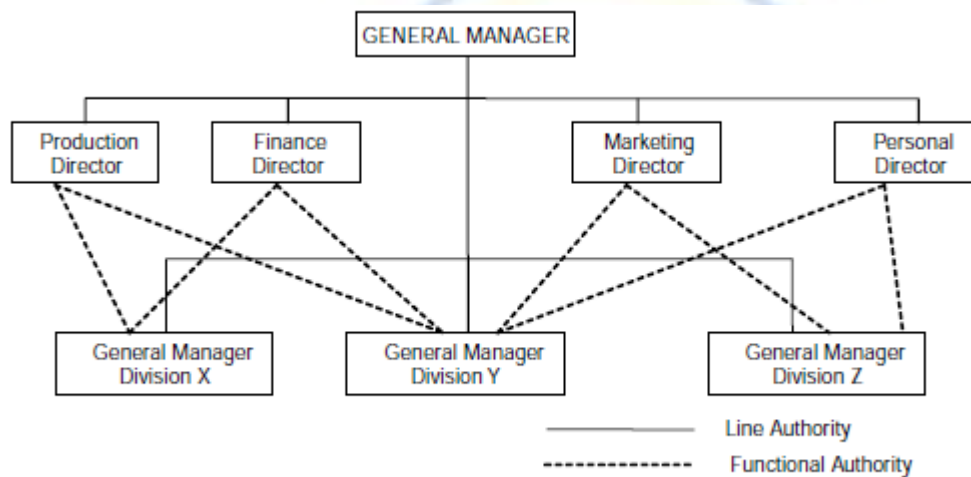 GENERAL MANAGER
Production
Director
Finance
Director
Marketing
Director
Personal
Director
General Manager
Division X
General Manager
Division Y
General Manager
Division Z
Line Authority
Functional Authority